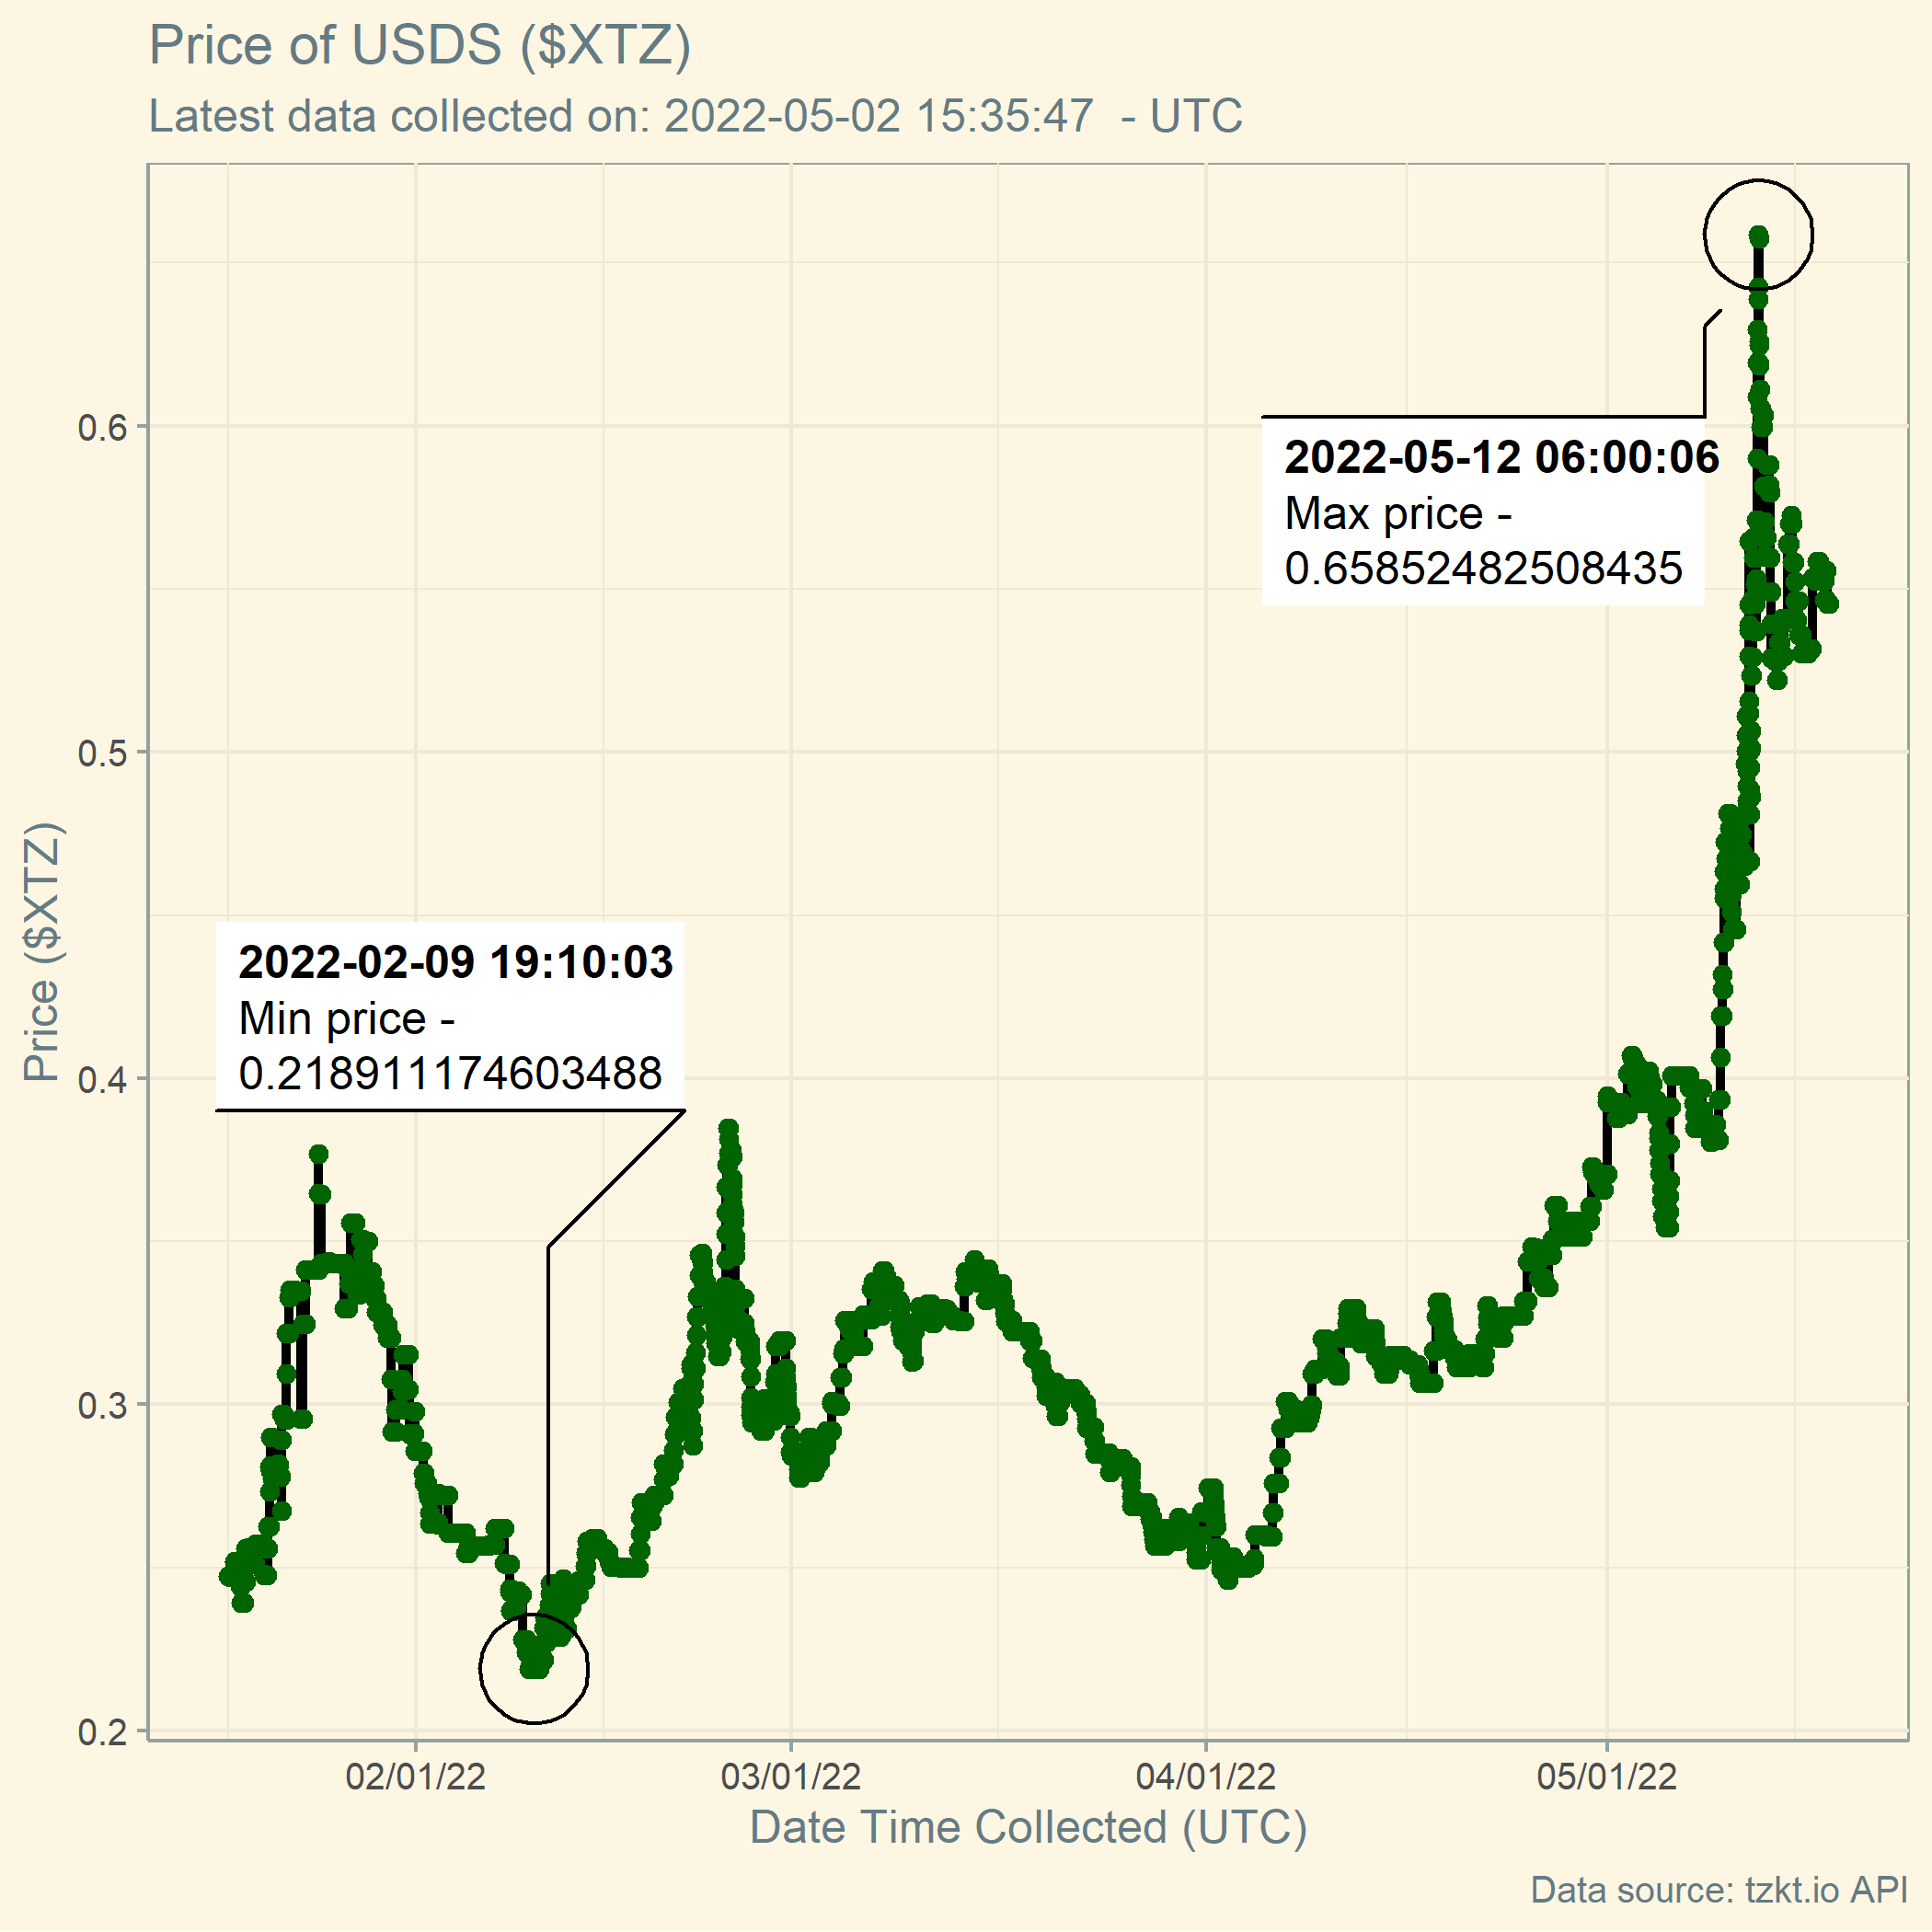 Price of USDS ($XTZ)
Latest data collected on: 2022-05-02 15:35:47  - UTC
Price ($XTZ)
0.6
0.5
0.4
0.3
0.2
2022-05-12 06:00:06
Max price -
0.65852482508435
2022-02-09 19:10:03
Min price -
0.218911174603488
02/01/22
03/01/22
04/01/22
05/01/22
Date Time Collected (UTC)
Data source: tzkt.io API